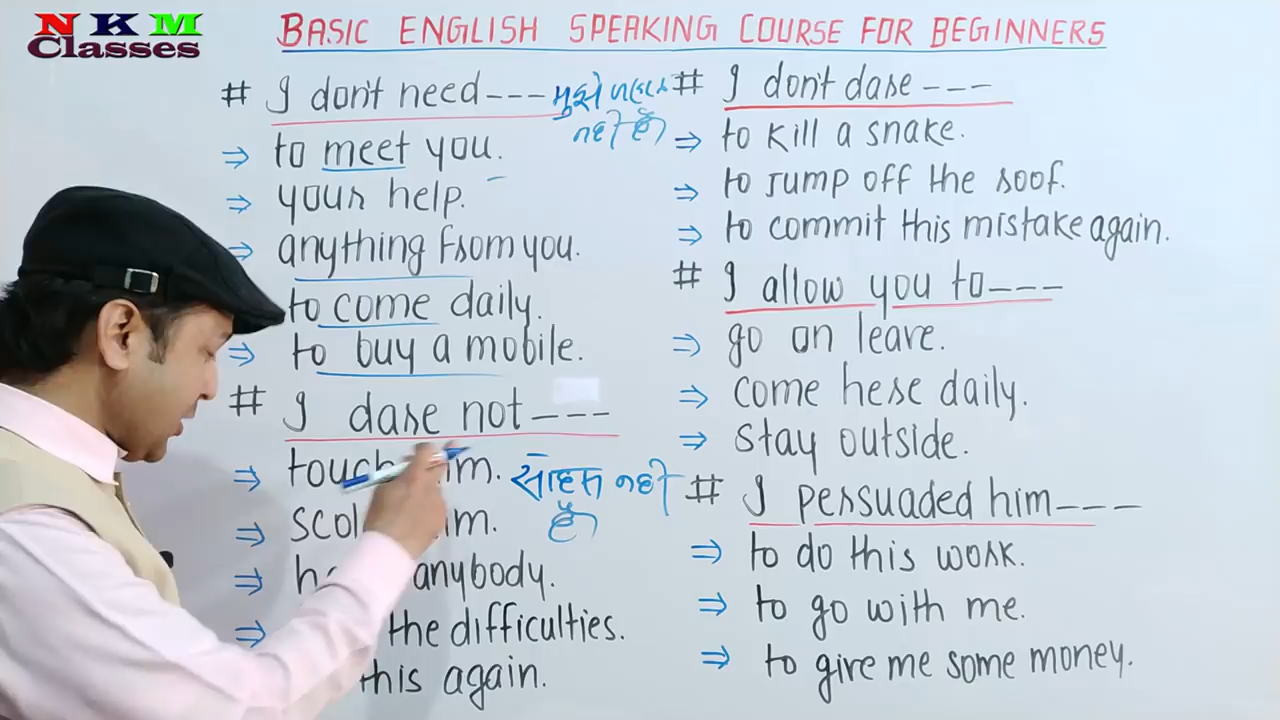 NKM
Classes
BASIC ENGLISH SPEAKING COURSE FOR BEGINNERS
# I don't need---
⇒ to meet you.
⇒ your help.
⇒ anything from you.
to come daily.
⇒ to buy a mobile.
# I dare not---
⇒ touch him.
⇒ him.
⇒ anybody.
⇒ the difficulties.
this again.
मुझे
नहीं है
साहस नहीं
है
# I don't dare---
⇒ to kill a snake.
⇒ to jump off the roof.
⇒ to commit this mistake again.
# I allow you to---
⇒ go on leave.
⇒ come here daily.
⇒ stay outside.
# I persuaded him---
⇒ to do this work.
⇒ to go with me.
⇒ to give me some money.